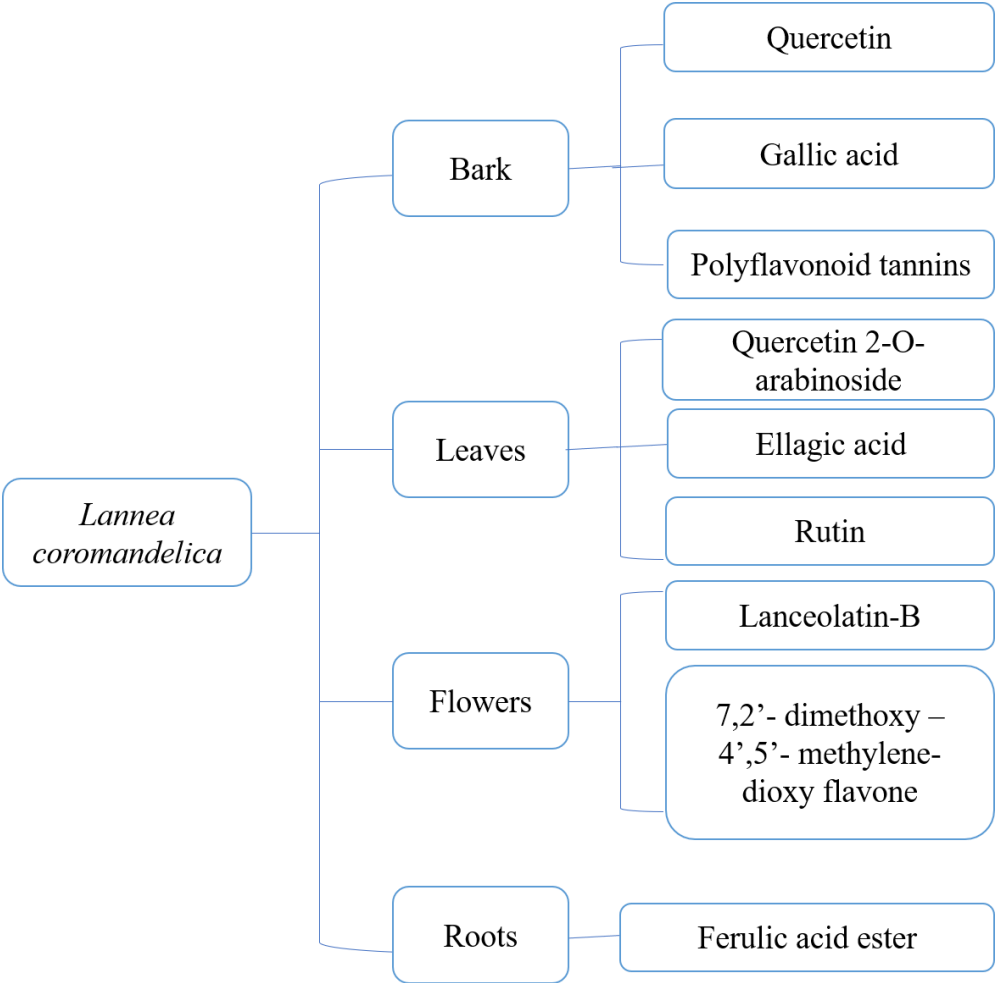 Lannea
coromandelica
Bark
Quercetin
Gallic acid
Polyflavonoid tannins
Leaves
Quercetin 2-O-
arabinoside
Ellagic acid
Rutin
Flowers
Lanceolatin-B
7,2’- dimethoxy –
4’,5’- methylene-
dioxy flavone
Roots
Ferulic acid ester